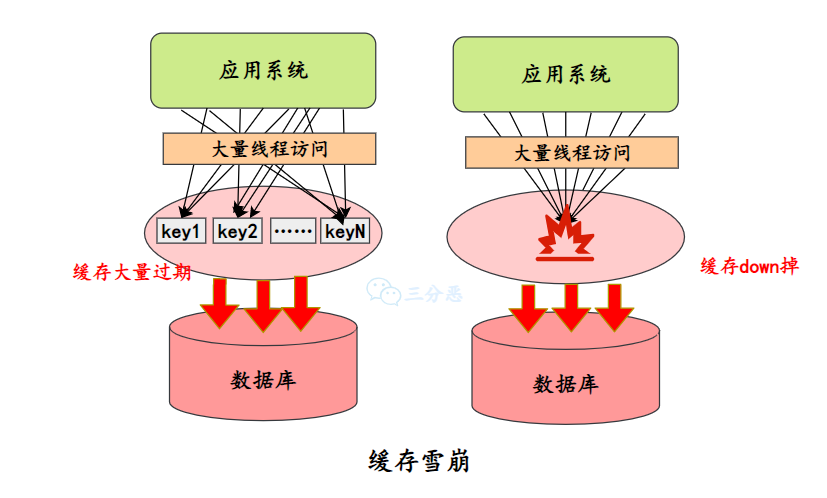 应用系统
大量线程访问
key1 key2 …… keyN
缓存大量过期
数据库
应用系统
大量线程访问
缓存down掉
数据库
三分恶
缓存雪崩